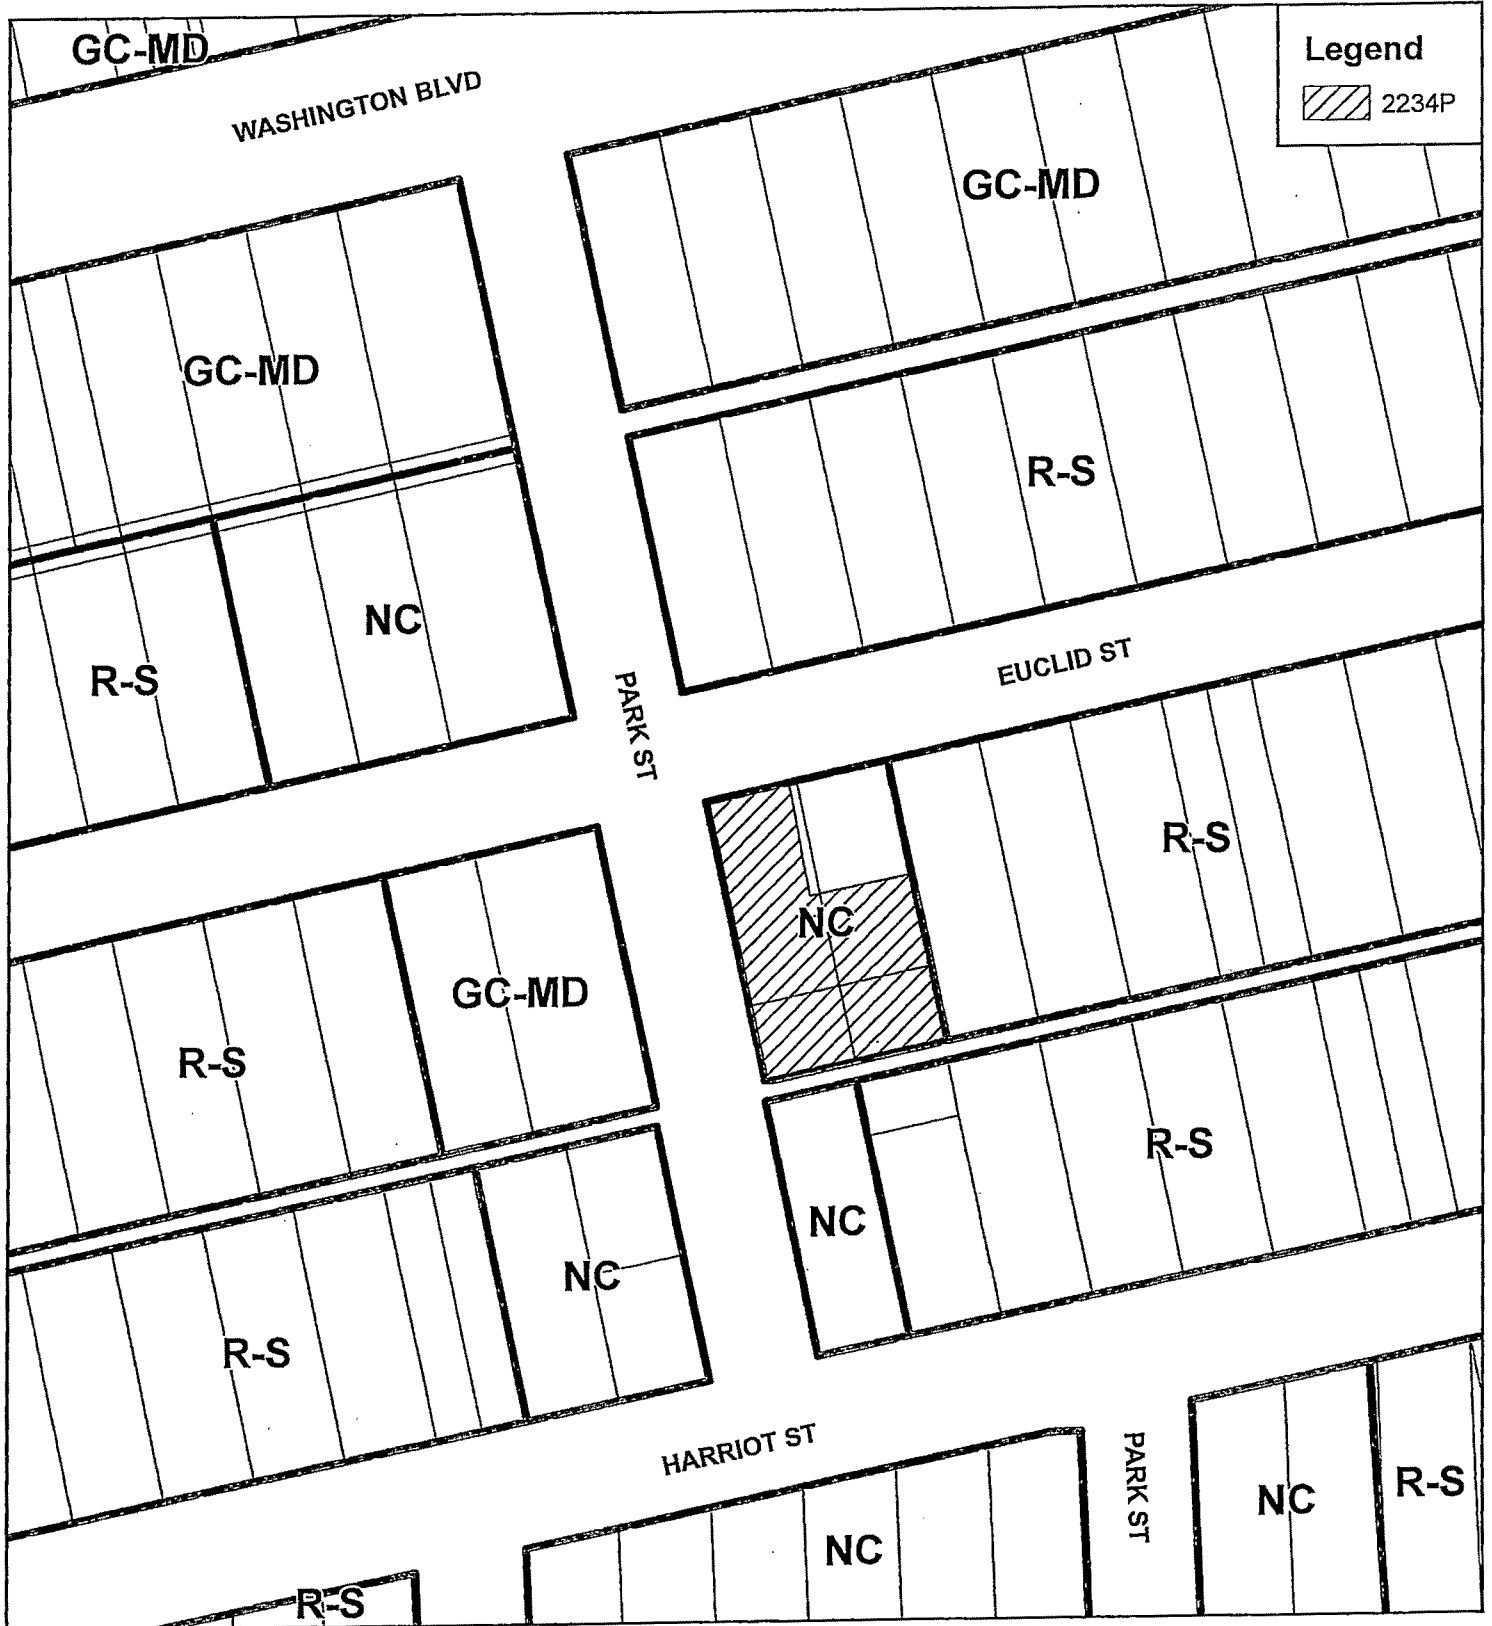 GC-MD
WASHINGTON BLVD
Legend
2234P
GC-MD
GC-MD
R-S
NC
R-S
EUCLID ST
PARK ST
R-S
NC
GC-MD
R-S
R-S
NC
NC
R-S
HARRIOT ST
PARK ST
NC
R-S
NC
R-S